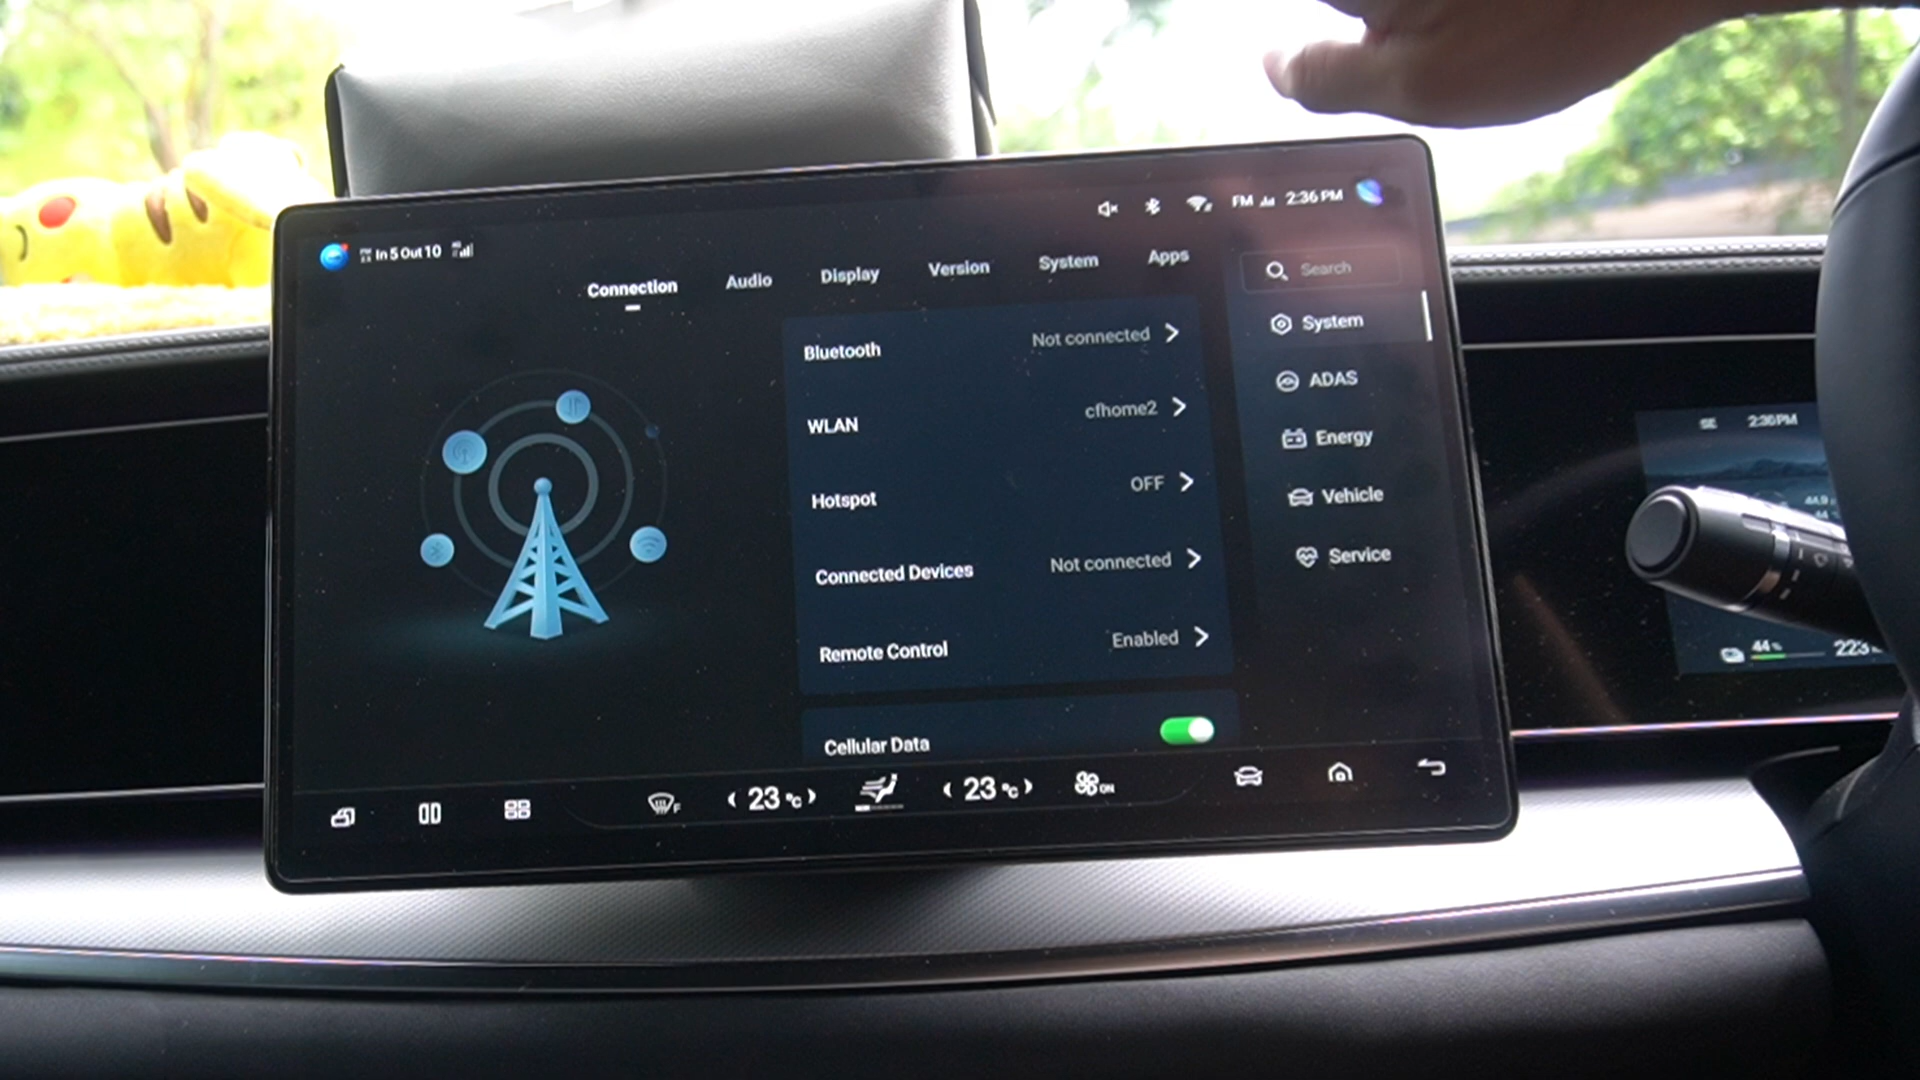 In 5 Out 10
FM 2:36 PM
Connection Audio Display Version System Apps
Search
Bluetooth Not connected
WLAN cfhome2
Hotspot OFF
Connected Devices Not connected
Remote Control Enabled
Cellular Data
System
ADAS
Energy
Vehicle
Service
F 23°C 23°C ON
2:36PM
44%
223